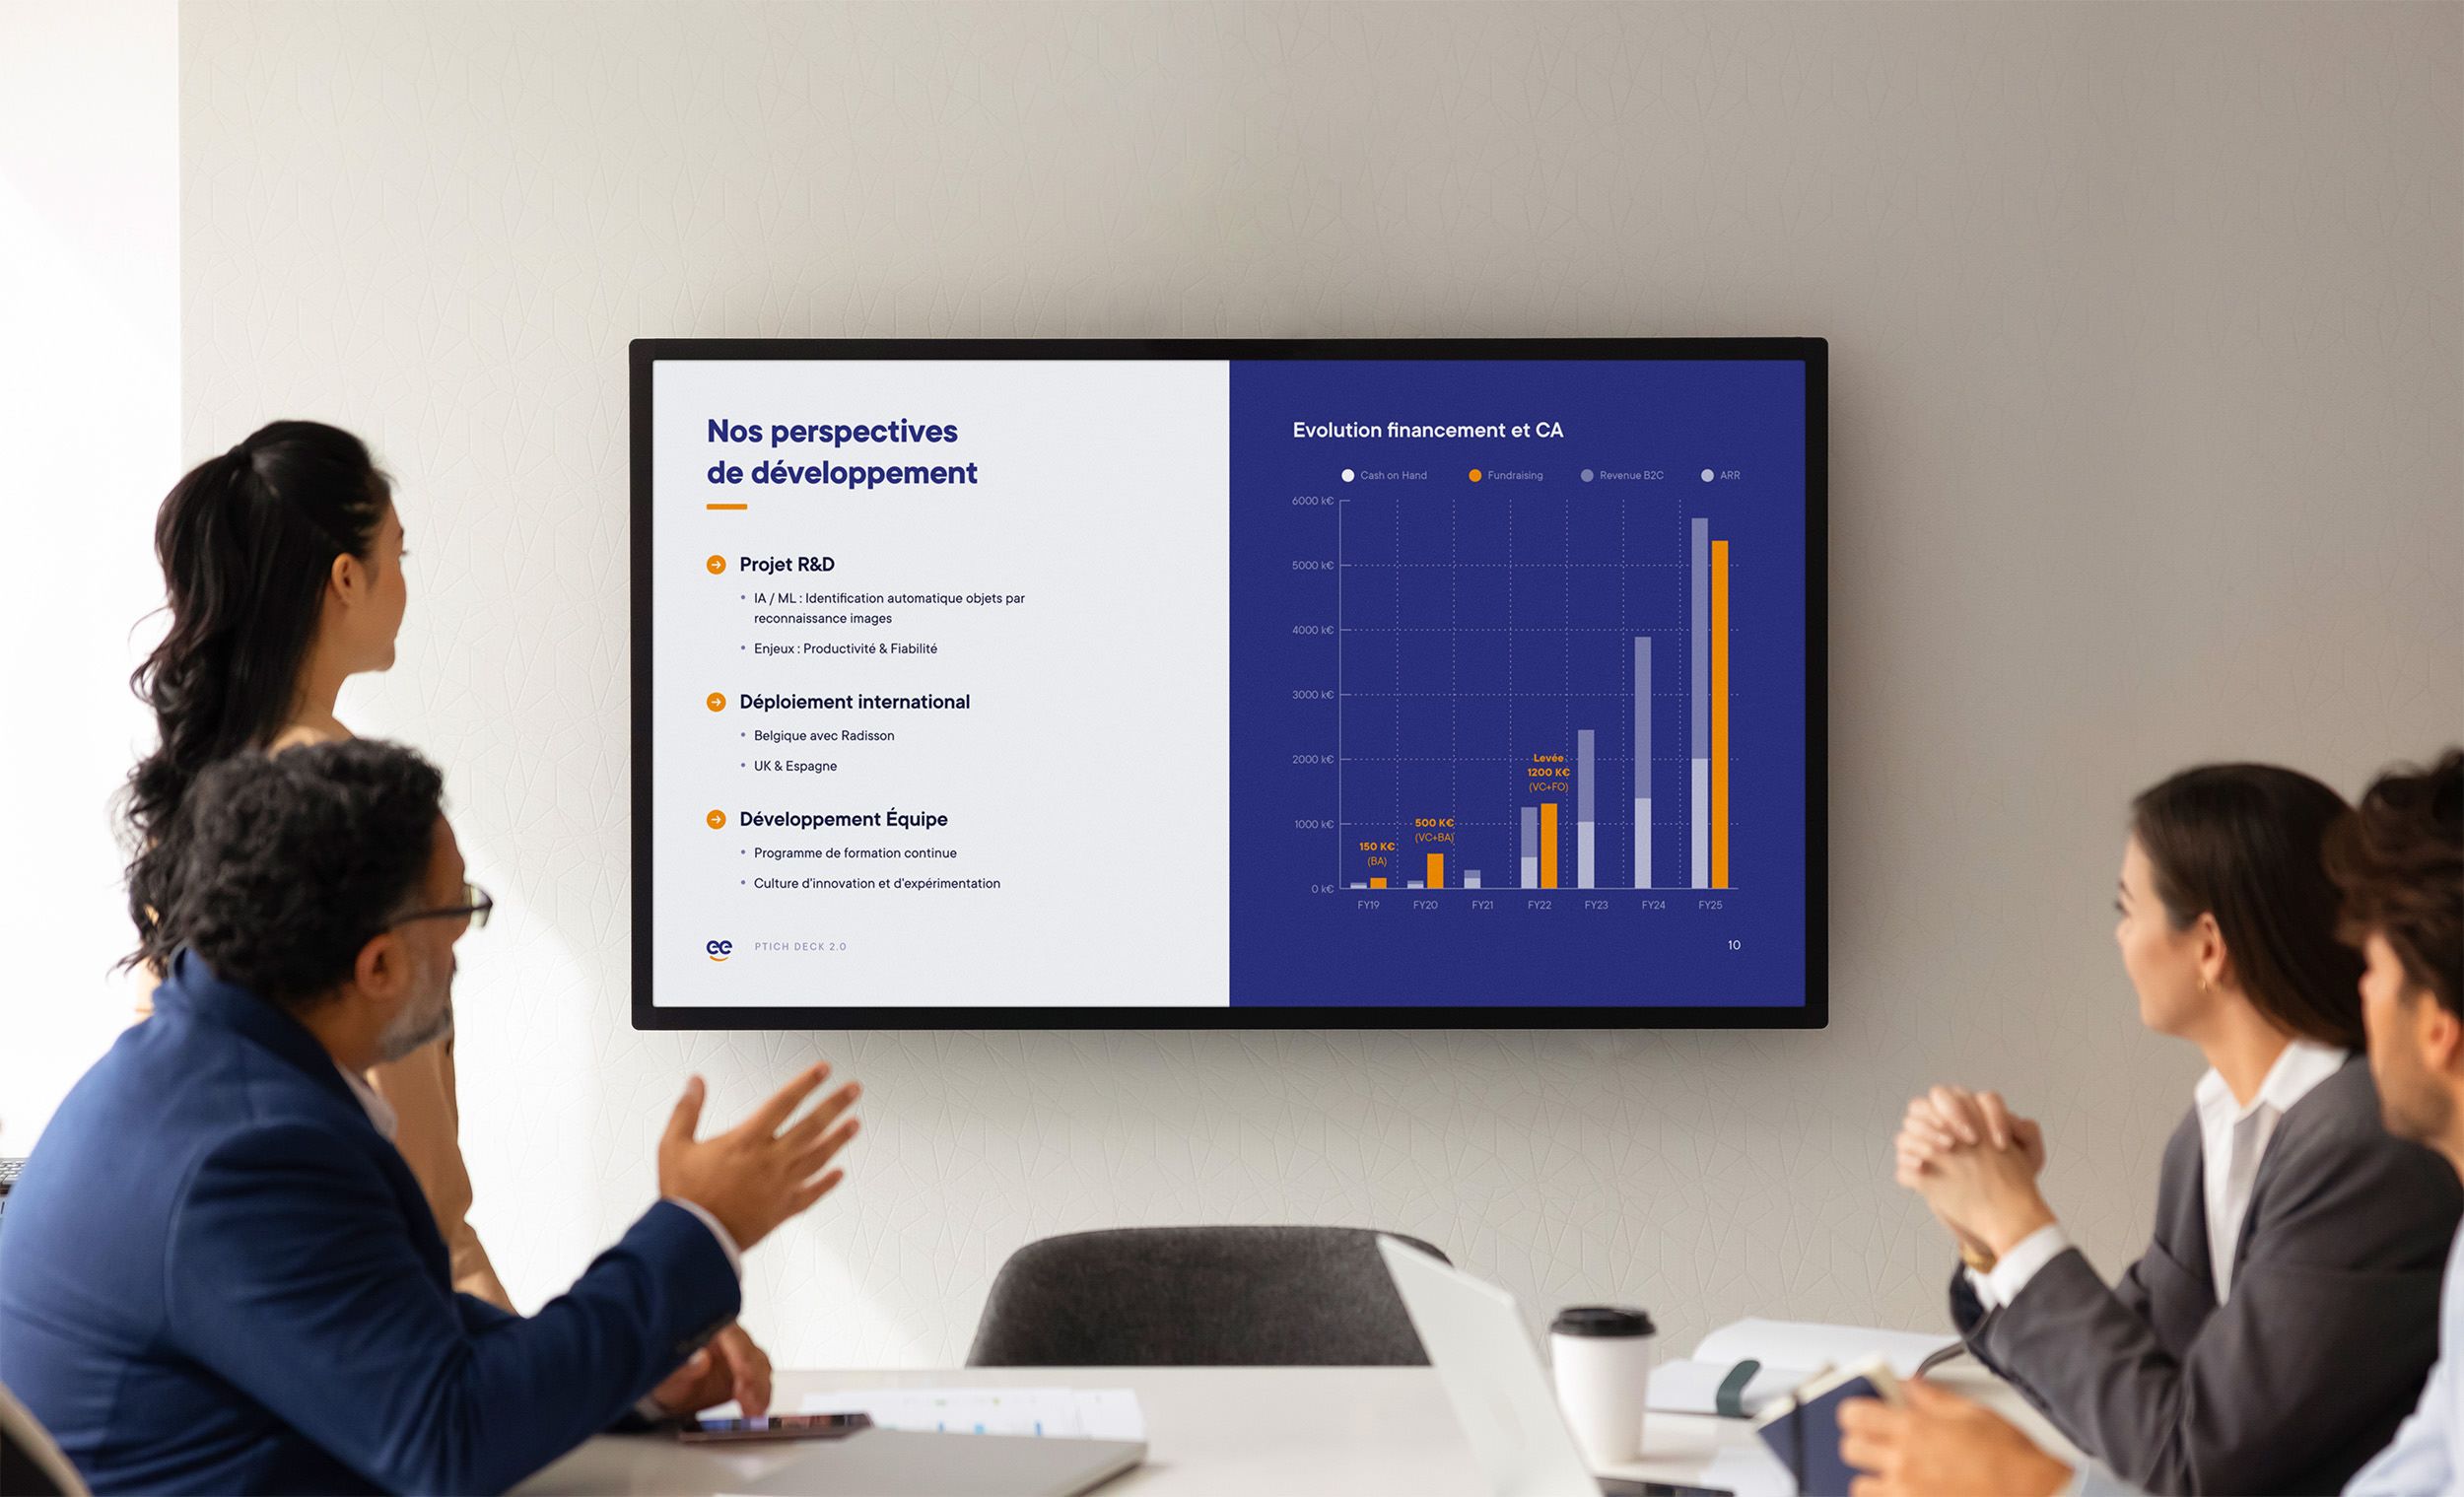 Nos perspectives
de développement
Projet R&D
IA / ML : Identification automatique objets par
reconnaissance images
Enjeux : Productivité & Fiabilité
Déploiement international
Belgique avec Radisson
UK & Espagne
Développement Équipe
Programme de formation continue
Culture d'innovation et d'expérimentation
ee
PTICH DECK 2.0
Evolution financement et CA
Cash on Hand
Fundraising
Revenue B2C
ARR
6000 k€
5000 k€
4000 k€
3000 k€
2000 k€
1000 k€
0 k€
150 K€
(BA)
500 K€
(VC+BA)
Levée
1200 K€
(VC+FO)
FY19
FY20
FY21
FY22
FY23
FY24
FY25
10